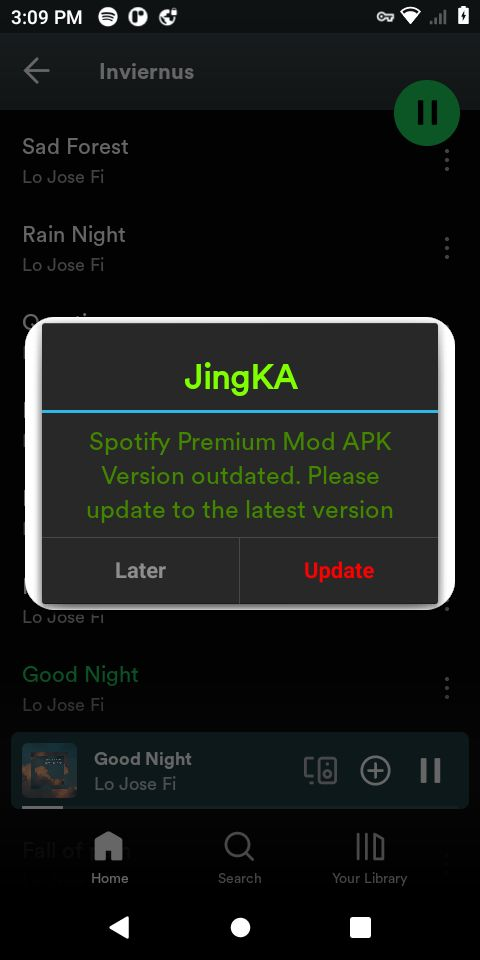 3:09 PM
Inviernus
Sad Forest
Lo Jose Fi
Rain Night
Lo Jose Fi
JingKA
Spotify Premium Mod APK
Version outdated. Please
update to the latest version
Later
Update
Lo Jose Fi
Good Night
Lo Jose Fi
Good Night
Lo Jose Fi
Fall of
Home
Search
Your Library